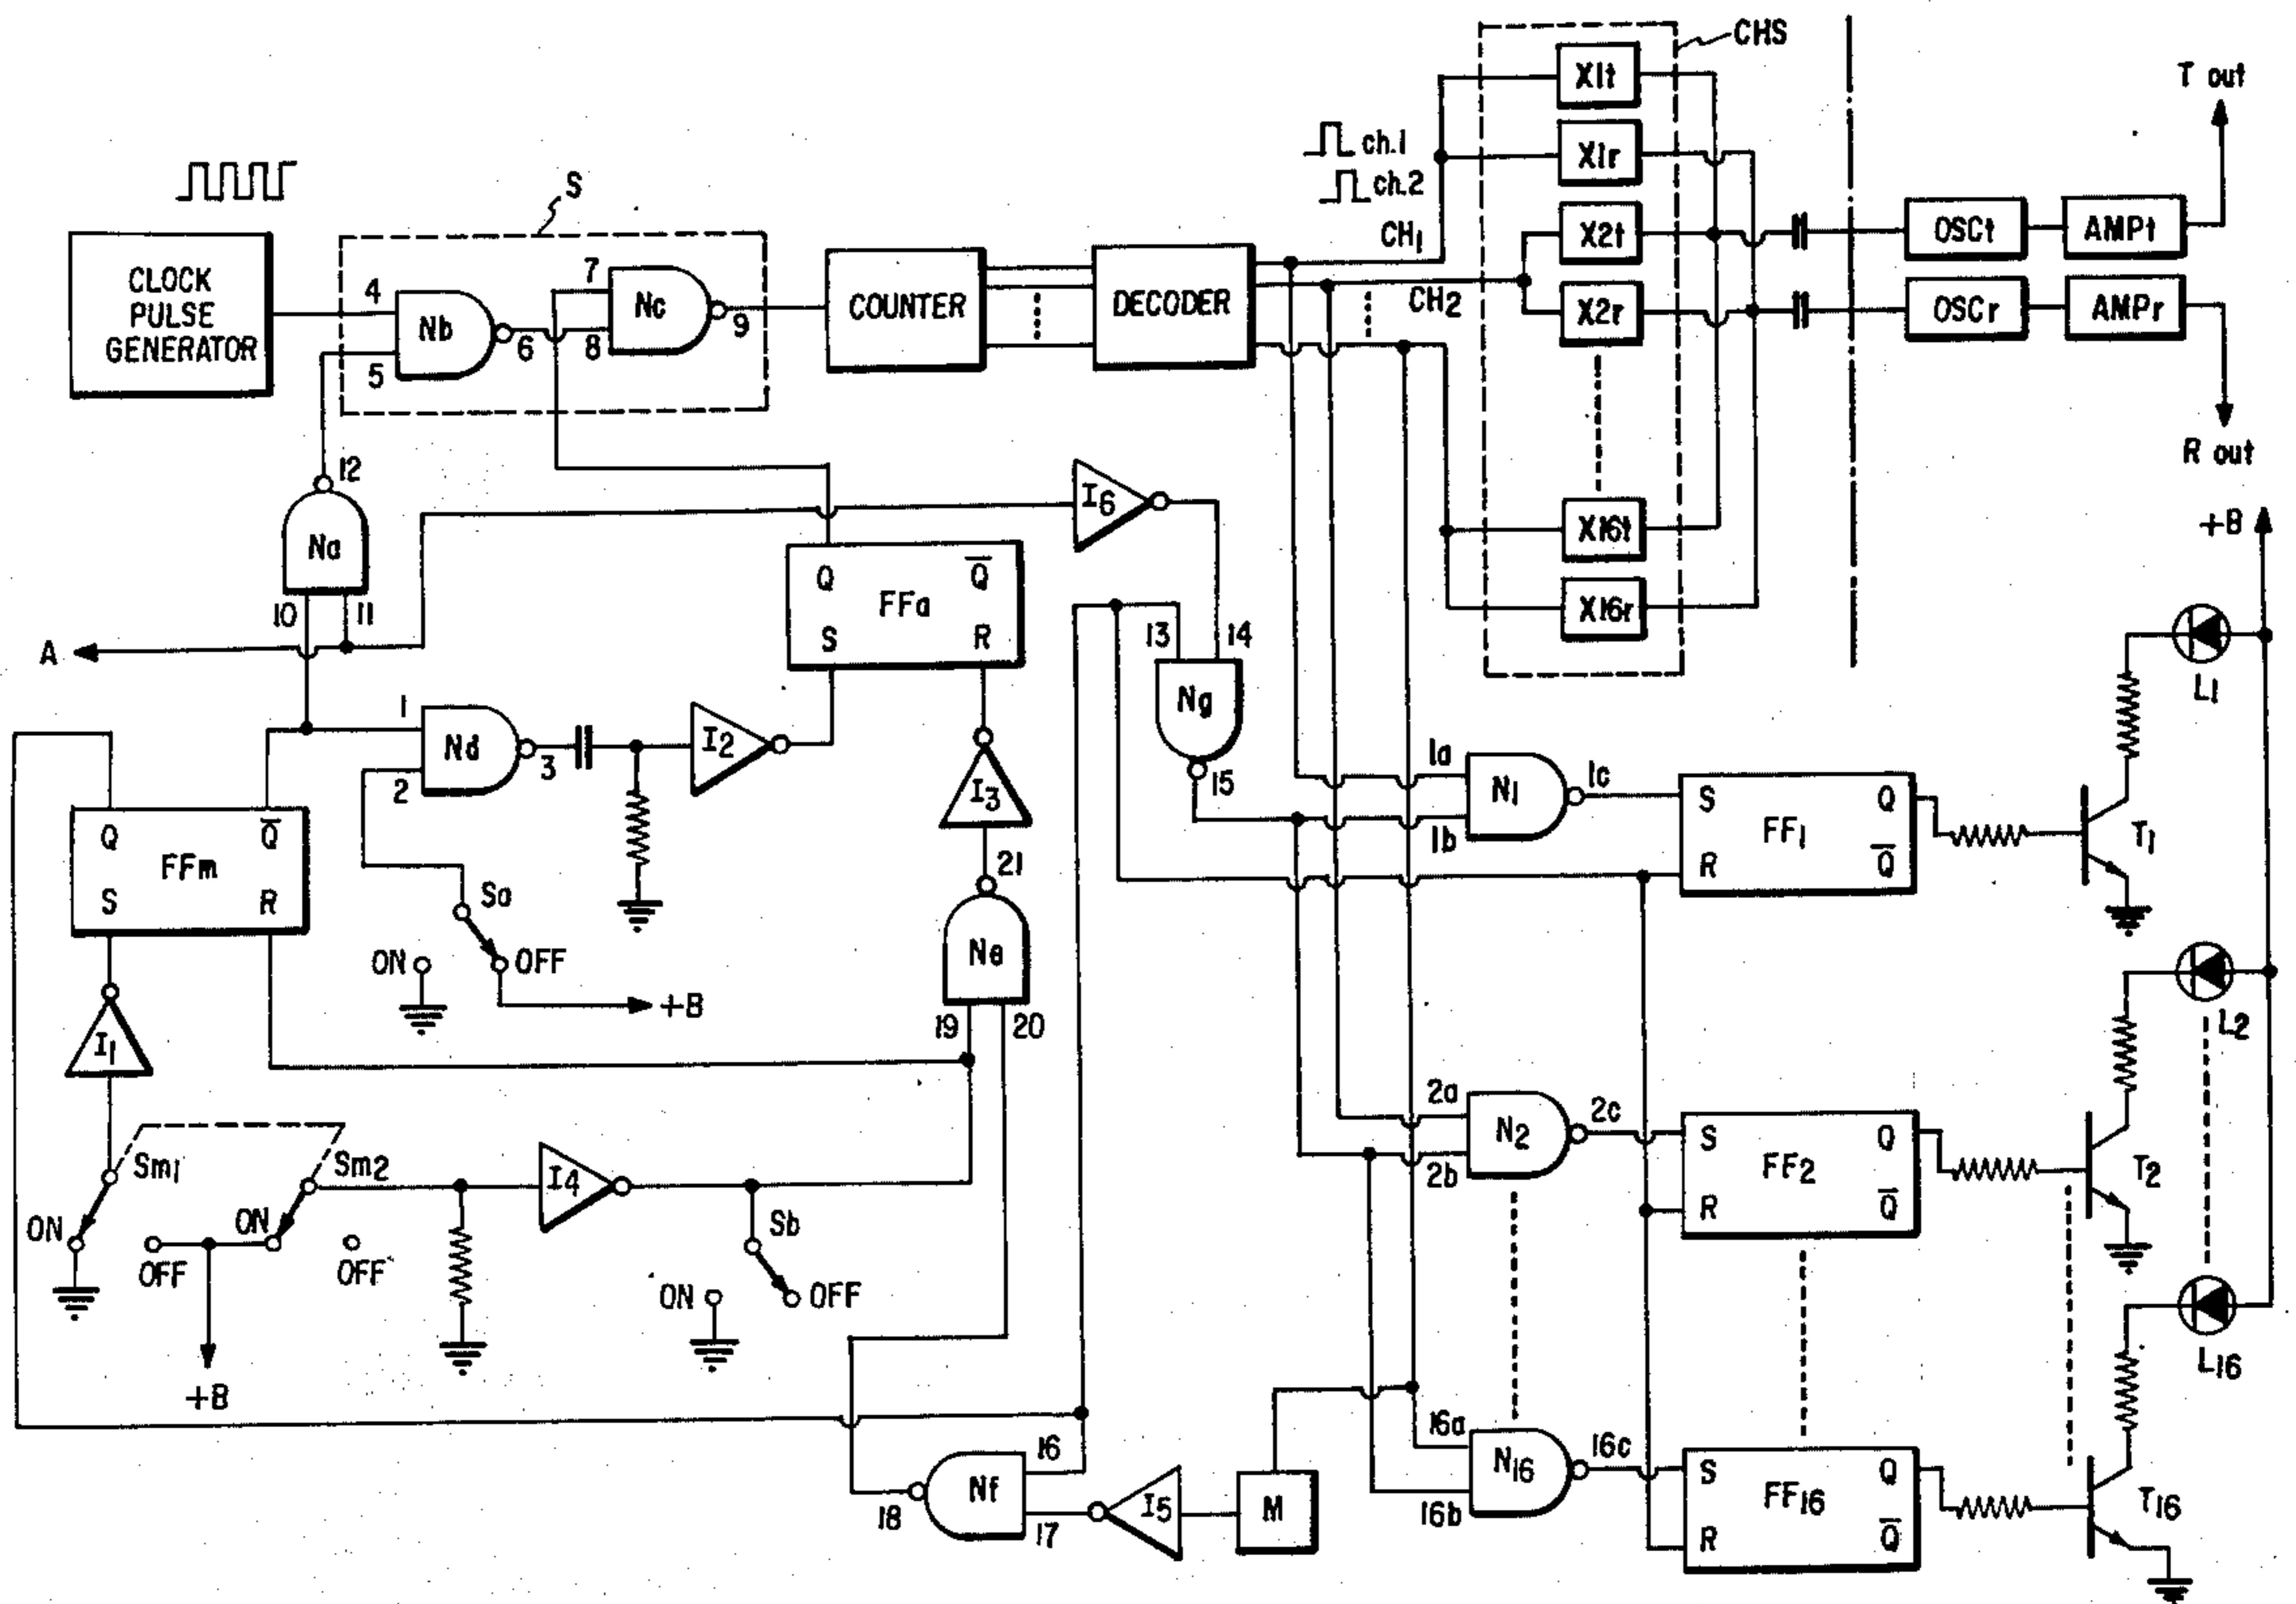 CHS
X1t
T out
ch.1
X1r
ch.2
S
CH1
X2t
OSCt
AMPt
CLOCK
PULSE
GENERATOR
4
5
Nb
6
7
8
Nc
9
COUNTER
DECODER
CH2
X2r
OSCr
AMPr
R out
12
Na
10
11
I6
X16t
+B
A
Q
Q̅
FFa
S
R
13
14
X16r
Ng
15
L1
1
2
Nd
3
I2
I3
1a
1b
N1
1c
S
Q
FF1
R
Q̅
T1
Q
Q̅
FFm
S
R
Sa
ON
OFF
+B
21
Ne
19
20
L2
I1
2a
2b
N2
2c
S
Q
FF2
R
Q̅
T2
Sm1
Sm2
I4
Sb
ON
OFF
ON
OFF
ON
OFF
+B
L16
16
17
Nf
18
I5
M
16a
16b
N16
16c
S
Q
FF16
R
Q̅
T16